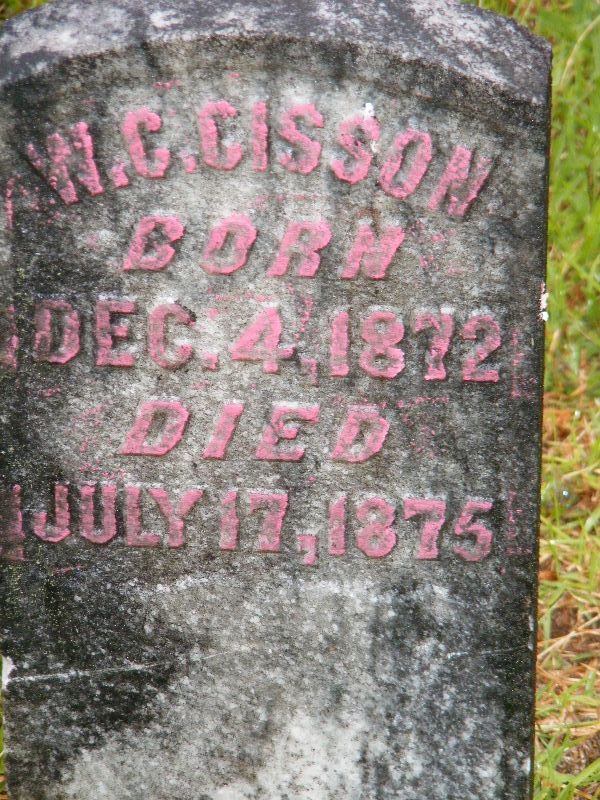 W.C.CISSON
BORN
DEC. 4, 1872
DIED
JULY 17, 1875